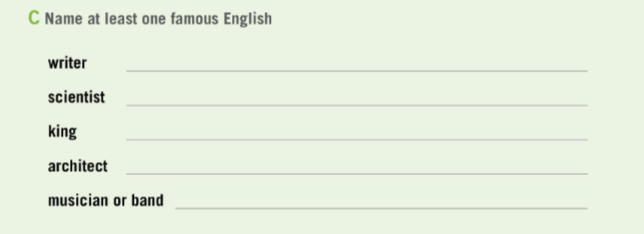 C Name at least one famous English
writer
scientist
king
architect
musician or band